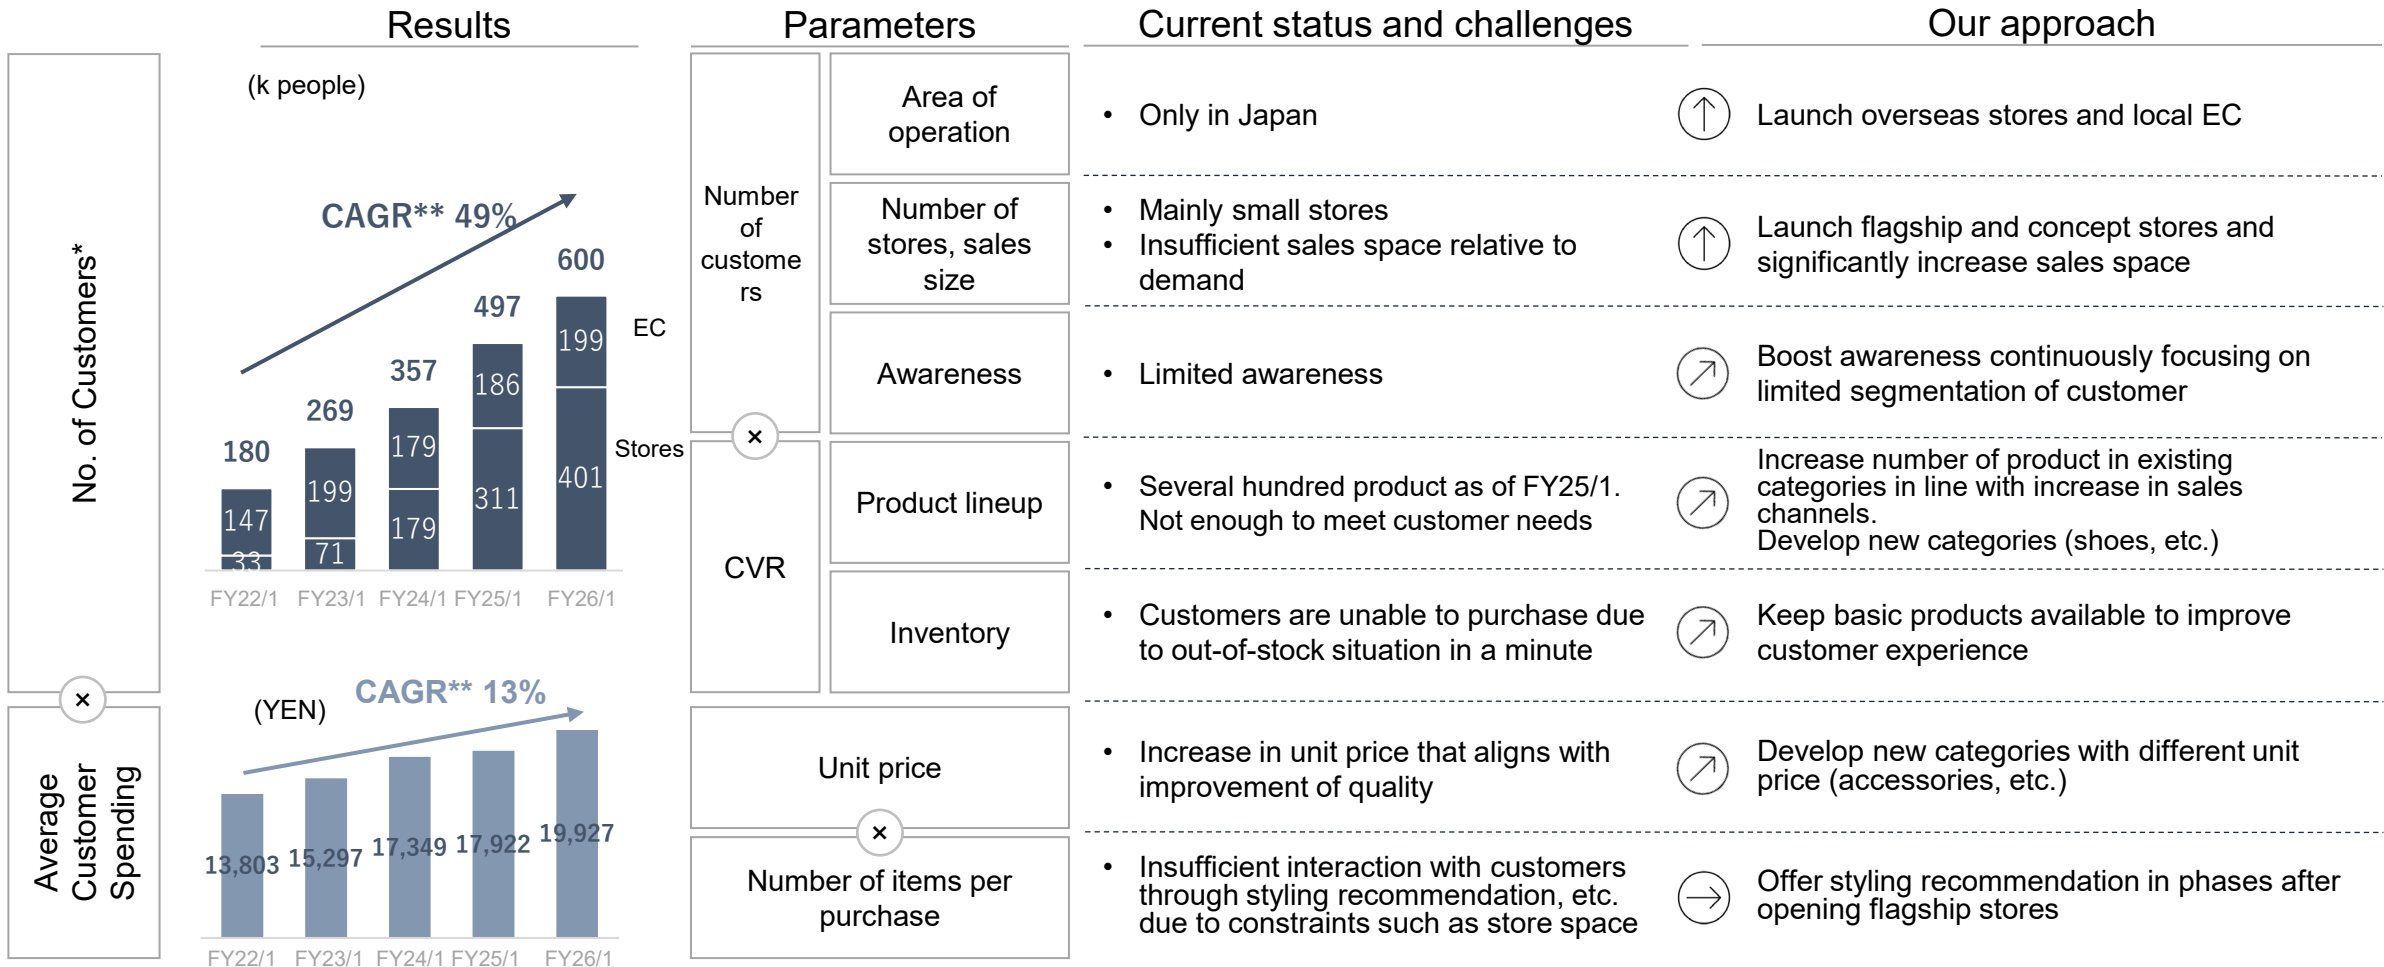 Results
Parameters
Current status and challenges
Our approach
No. of Customers*
(k people)
CAGR** 49%
180
269
357
497
600
147
199
179
186
199
33
71
179
311
401
EC
Stores
FY22/1
FY23/1
FY24/1
FY25/1
FY26/1
×
Average
Customer
Spending
(YEN)
CAGR** 13%
13,803
15,297
17,349
17,922
19,927
FY22/1
FY23/1
FY24/1
FY25/1
FY26/1
Number
of
custome
rs
×
CVR
Area of
operation
• Only in Japan
Launch overseas stores and local EC
Number of
stores, sales
size
• Mainly small stores
• Insufficient sales space relative to
demand
Launch flagship and concept stores and
significantly increase sales space
Awareness
• Limited awareness
Boost awareness continuously focusing on
limited segmentation of customer
Product lineup
• Several hundred product as of FY25/1.
Not enough to meet customer needs
Increase number of product in existing
categories in line with increase in sales
channels.
Develop new categories (shoes, etc.)
Inventory
• Customers are unable to purchase due
to out-of-stock situation in a minute
Keep basic products available to improve
customer experience
Unit price
• Increase in unit price that aligns with
improvement of quality
Develop new categories with different unit
price (accessories, etc.)
×
Number of items per
purchase
• Insufficient interaction with customers
through styling recommendation, etc.
due to constraints such as store space
Offer styling recommendation in phases after
opening flagship stores